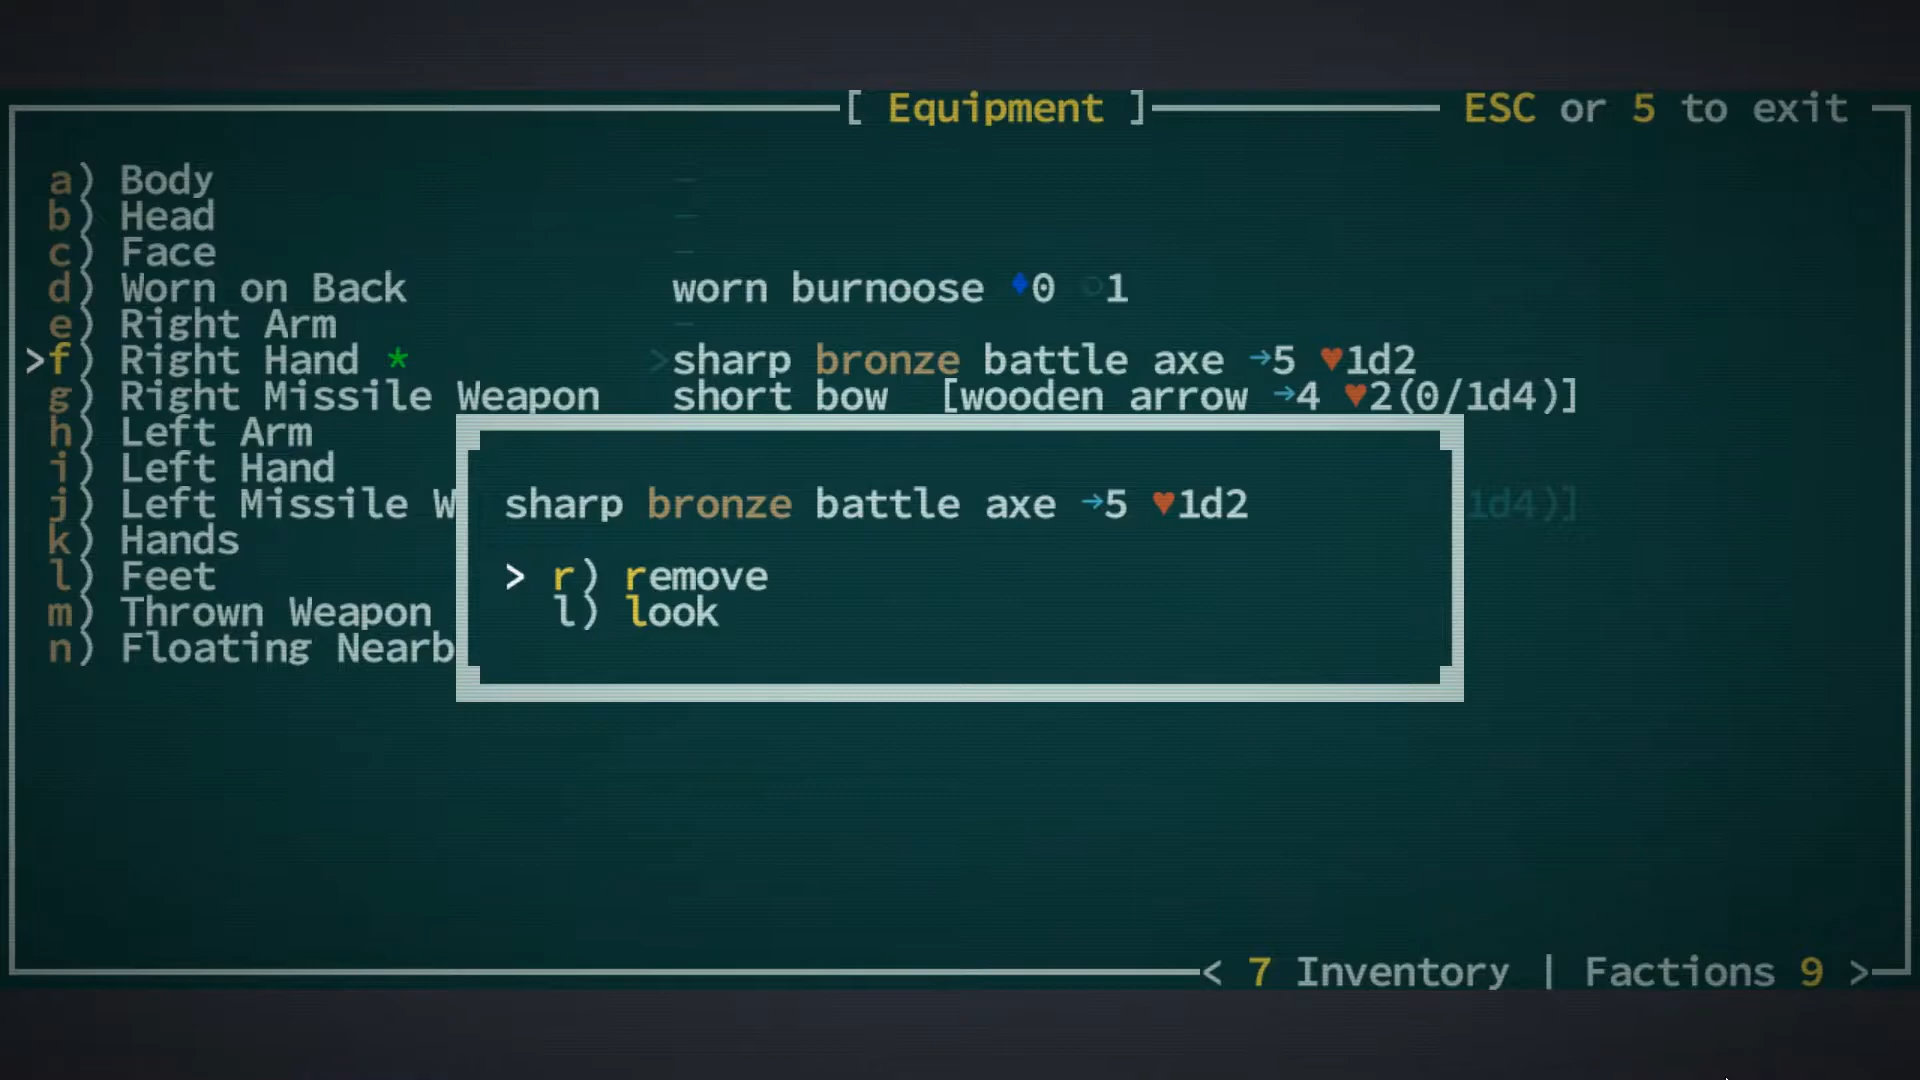 [ Equipment ] ESC or 5 to exit
a) Body –
b) Head –
c) Face –
d) Worn on Back worn burnoose ♦0 ○1
e) Right Arm –
>f) Right Hand * >sharp bronze battle axe →5 ♥1d2
g) Right Missile Weapon short bow [wooden arrow →4 ♥2(0/1d4)]
h) Left Arm
i) Left Hand
j) Left Missile W 1d4)]
k) Hands
l) Feet
m) Thrown Weapon
n) Floating Nearb
sharp bronze battle axe →5 ♥1d2
> r) remove
l) look
< 7 Inventory | Factions 9 >